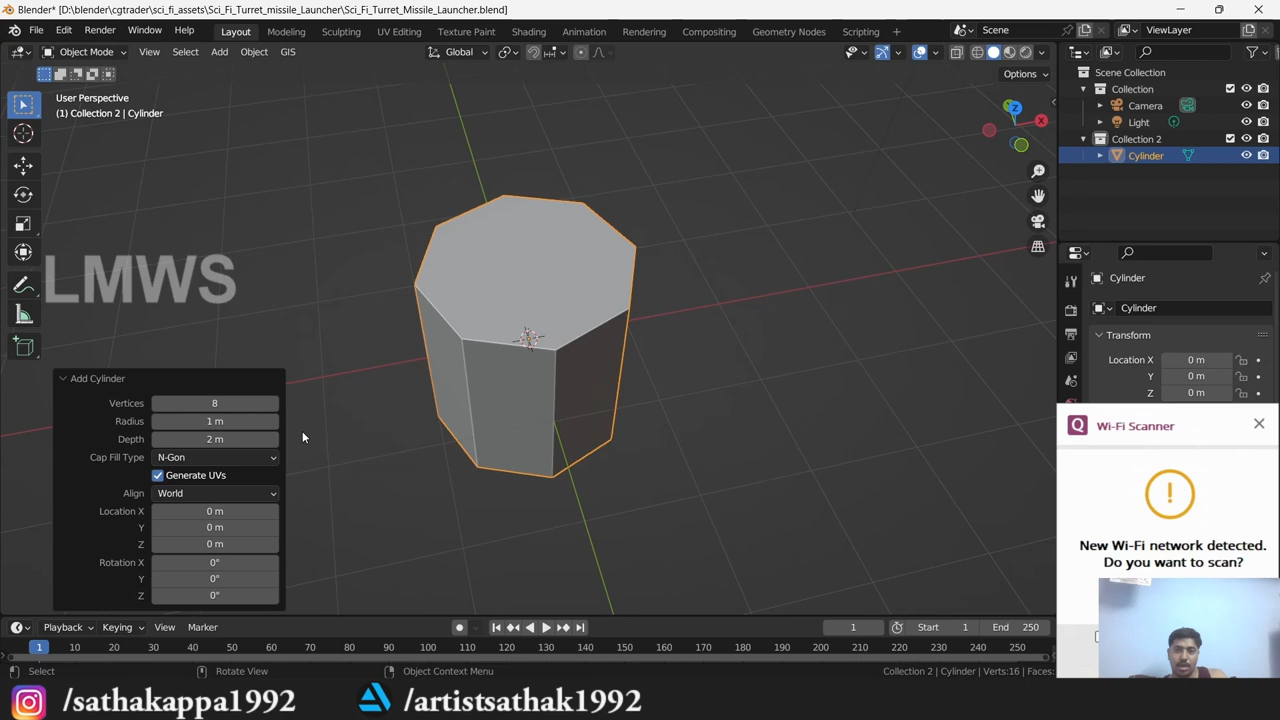 Blender* [D:\blender\cgtrader\sci_fi_assets\Sci_Fi_Turret_missile_Launcher\Sci_Fi_Turret_Missile_Launcher.blend]
File Edit Render Window Help Layout Modeling Sculpting UV Editing Texture Paint Shading Animation Rendering Compositing Geometry Nodes Scripting + Scene ViewLayer
Object Mode View Select Add Object GIS Global
Options
User Perspective
(1) Collection 2 | Cylinder
Z
X
Scene Collection
Collection
Camera
Light
Collection 2
Cylinder
LMWS
Add Cylinder
Vertices 8
Radius 1 m
Depth 2 m
Cap Fill Type N-Gon
Generate UVs
Align World
Location X 0 m
Y 0 m
Z 0 m
Rotation X 0°
Y 0°
Z 0°
Cylinder
Cylinder
Transform
Location X 0 m
Y 0 m
Z 0 m
Wi-Fi Scanner
New Wi-Fi network detected.
Do you want to scan?
Playback Keying View Marker 1 Start 1 End 250
1 10 20 30 40 50 60 70 80 90 100 110 120 130 140 150 160 170 180 190 200 210 220 230 240 250
Select Rotate View Object Context Menu Collection 2 | Cylinder | Verts:16 | Faces:
/sathakappa1992 /artistsathak1992